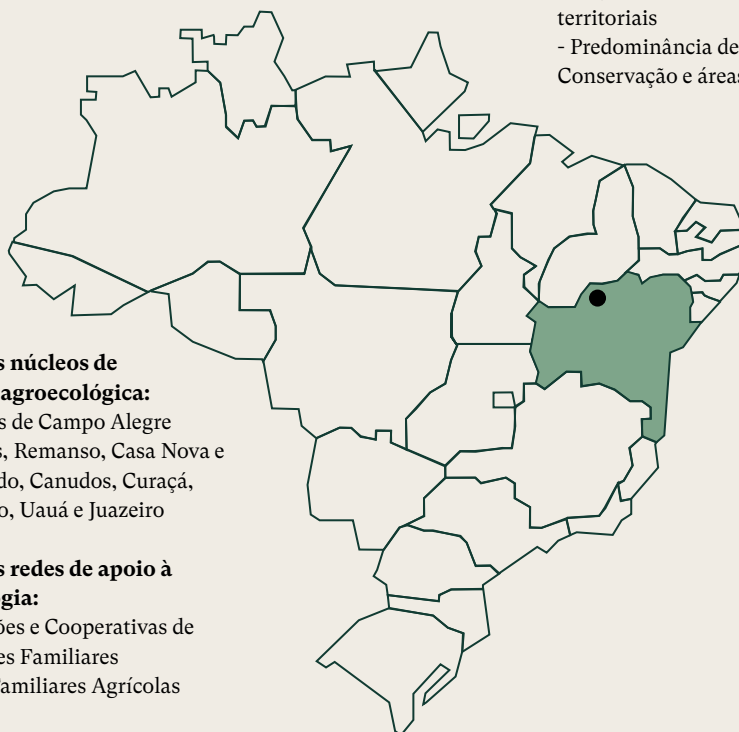 territoriais
- Predominância de
Conservação e áreas
s núcleos de
agroecológica:
s de Campo Alegre
s, Remanso, Casa Nova e
do, Canudos, Curaçá,
o, Uauá e Juazeiro
s redes de apoio à
gia:
ões e Cooperativas de
es Familiares
Familiares Agrícolas